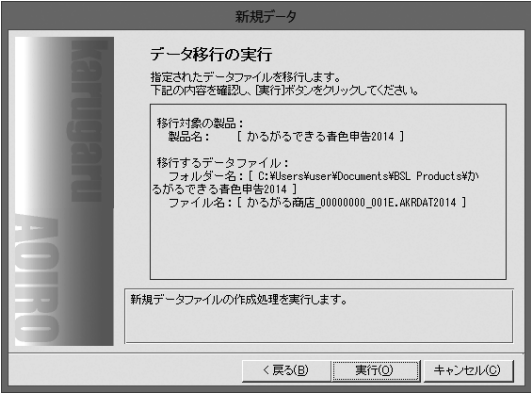 新規データ
karugaru
AOIRO
データ移行の実行
指定されたデータファイルを移行します。
下記の内容を確認し、[実行]ボタンをクリックしてください。
移行対象の製品：
製品名： [ かるがるできる青色申告2014 ]
移行するデータファイル：
フォルダー名：[ C:¥Users¥user¥Documents¥BSL Products¥か
るがるできる青色申告2014 ]
ファイル名：[ かるがる商店_00000000_001E.AKRDAT2014 ]
新規データファイルの作成処理を実行します。
< 戻る(B)
実行(O)
キャンセル(C)